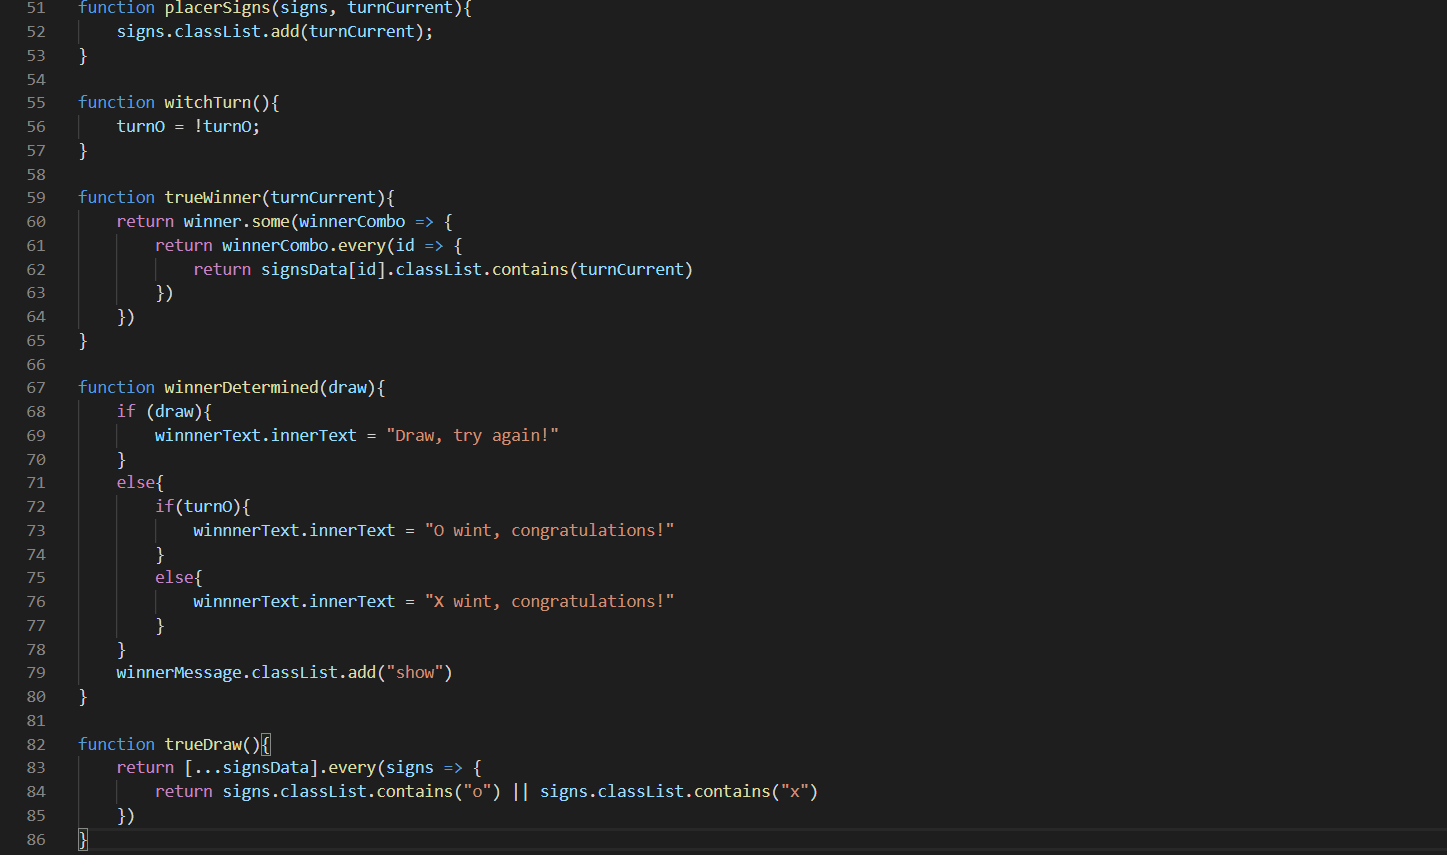 51 function placerSigns(signs, turnCurrent){
52     signs.classList.add(turnCurrent);
53 }
54
55 function witchTurn(){
56     turnO = !turnO;
57 }
58
59 function trueWinner(turnCurrent){
60     return winner.some(winnerCombo => {
61         return winnerCombo.every(id => {
62             return signsData[id].classList.contains(turnCurrent)
63         })
64     })
65 }
66
67 function winnerDetermined(draw){
68     if (draw){
69         winnnerText.innerText = "Draw, try again!"
70     }
71     else{
72         if(turnO){
73             winnnerText.innerText = "O wint, congratulations!"
74         }
75         else{
76             winnnerText.innerText = "X wint, congratulations!"
77         }
78     }
79     winnerMessage.classList.add("show")
80 }
81
82 function trueDraw(){
83     return [...signsData].every(signs => {
84         return signs.classList.contains("o") || signs.classList.contains("x")
85     })
86 }